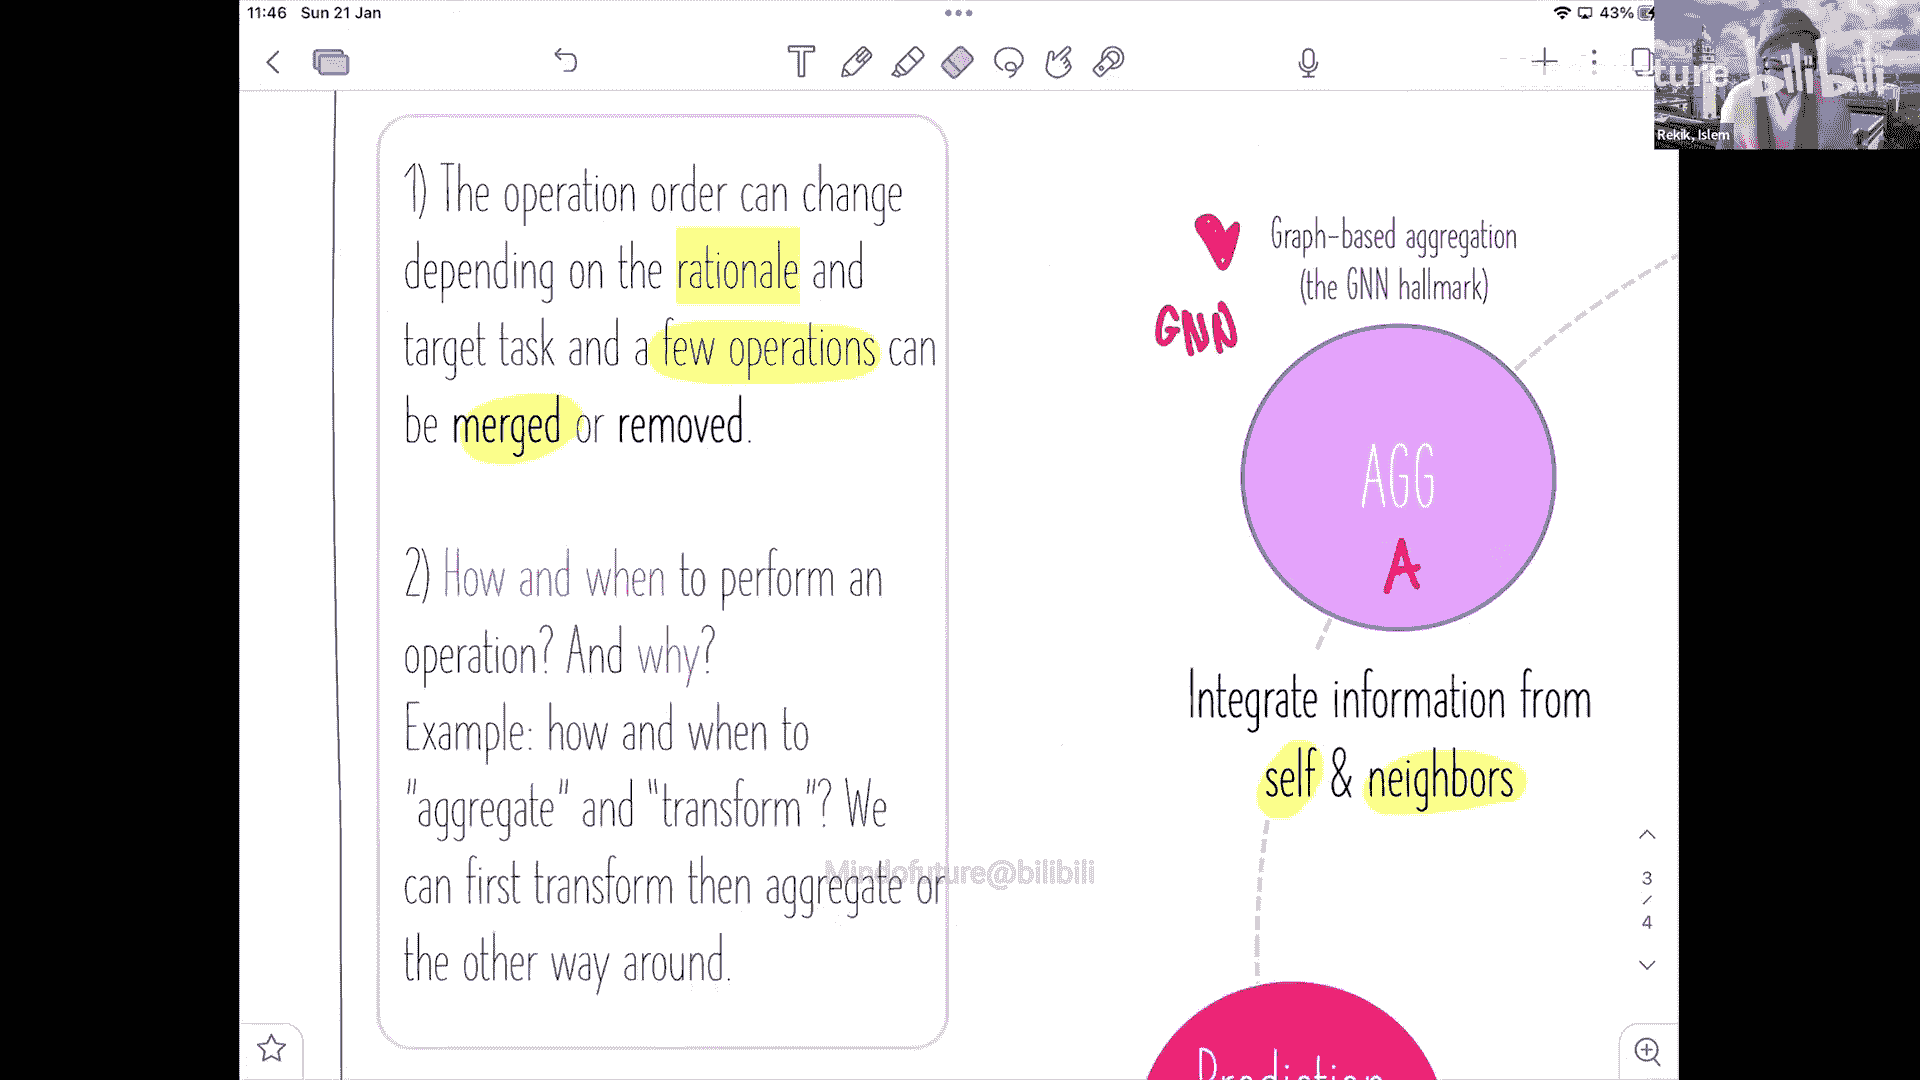 11:46 Sun 21 Jan
43%
ture
bilibili
Rekik, Islem
1) The operation order can change
depending on the rationale and
target task and a few operations can
be merged or removed.
2) How and when to perform an
operation? And why?
Example: how and when to
"aggregate" and "transform"? We
can first transform then aggregate or
the other way around.
Mindofuture@bilibili
Graph-based aggregation
(the GNN hallmark)
GNN
AGG
A
Integrate information from
self & neighbors
3
/
4
Prediction